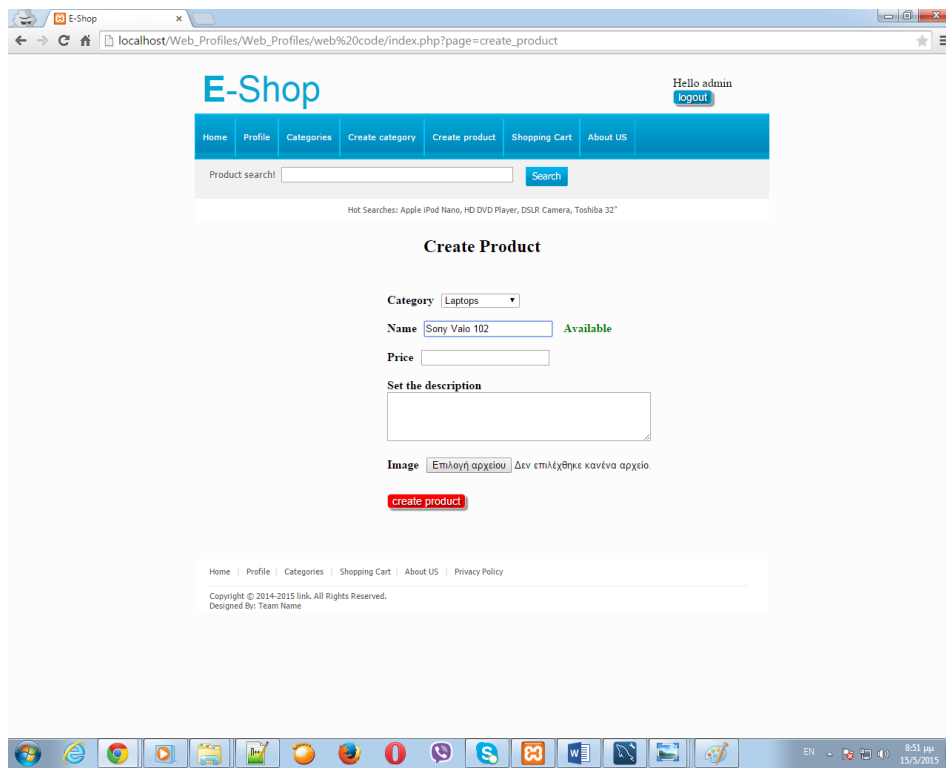 E-Shop
localhost/Web_Profiles/Web_Profiles/web%20code/index.php?page=create_product
E-Shop
Hello admin
logout
Home Profile Categories Create category Create product Shopping Cart About US
Product search! Search
Hot Searches: Apple iPod Nano, HD DVD Player, DSLR Camera, Toshiba 32"
Create Product
Category Laptops
Name Sony Vaio 102 Available
Price
Set the description
Image Επιλογή αρχείου Δεν επιλέχθηκε κανένα αρχείο.
create product
Home | Profile | Categories | Shopping Cart | About US | Privacy Policy
Copyright © 2014-2015 link. All Rights Reserved.
Designed By: Team Name
EN 8:51 μμ
15/5/2015